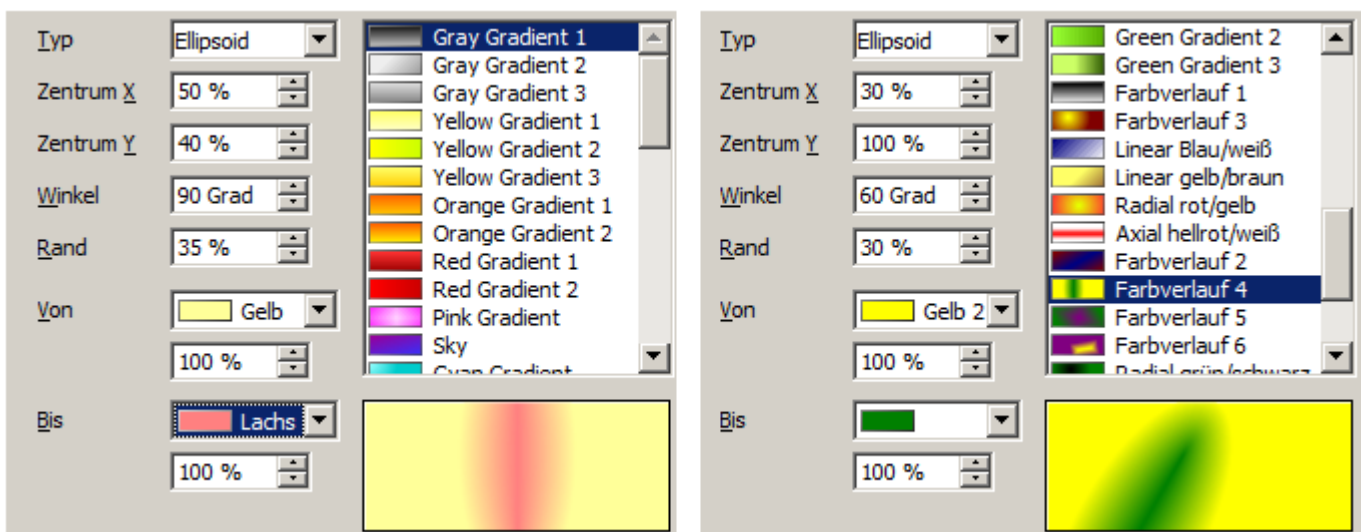 Typ Ellipsoid
Zentrum X 50 %
Zentrum Y 40 %
Winkel 90 Grad
Rand 35 %
Von Gelb
100 %
Bis Lachs
100 %
Gray Gradient 1
Gray Gradient 2
Gray Gradient 3
Yellow Gradient 1
Yellow Gradient 2
Yellow Gradient 3
Orange Gradient 1
Orange Gradient 2
Red Gradient 1
Red Gradient 2
Pink Gradient
Sky
Cyan Gradient
Typ Ellipsoid
Zentrum X 30 %
Zentrum Y 100 %
Winkel 60 Grad
Rand 30 %
Von Gelb 2
100 %
Bis
100 %
Green Gradient 2
Green Gradient 3
Farbverlauf 1
Farbverlauf 3
Linear Blau/weiß
Linear gelb/braun
Radial rot/gelb
Axial hellrot/weiß
Farbverlauf 2
Farbverlauf 4
Farbverlauf 5
Farbverlauf 6
Radial grün/schwarz